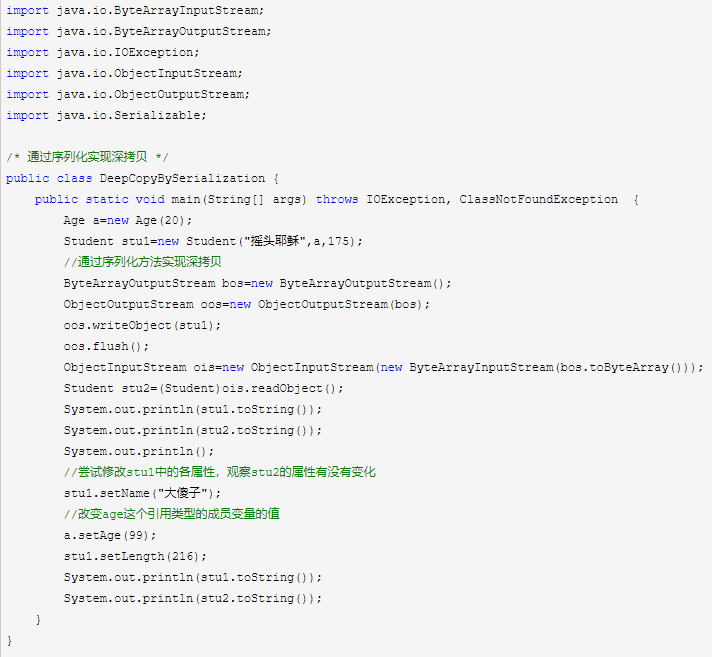 import java.io.ByteArrayInputStream;
import java.io.ByteArrayOutputStream;
import java.io.IOException;
import java.io.ObjectInputStream;
import java.io.ObjectOutputStream;
import java.io.Serializable;

/* 通过序列化实现深拷贝 */
public class DeepCopyBySerialization {
    public static void main(String[] args) throws IOException, ClassNotFoundException  {
        Age a=new Age(20);
        Student stu1=new Student("摇头耶稣",a,175);
        //通过序列化方法实现深拷贝
        ByteArrayOutputStream bos=new ByteArrayOutputStream();
        ObjectOutputStream oos=new ObjectOutputStream(bos);
        oos.writeObject(stu1);
        oos.flush();
        ObjectInputStream ois=new ObjectInputStream(new ByteArrayInputStream(bos.toByteArray()));
        Student stu2=(Student)ois.readObject();
        System.out.println(stu1.toString());
        System.out.println(stu2.toString());
        System.out.println();
        //尝试修改stu1中的各属性，观察stu2的属性有没有变化
        stu1.setName("大傻子");
        //改变age这个引用类型的成员变量的值
        a.setAge(99);
        stu1.setLength(216);
        System.out.println(stu1.toString());
        System.out.println(stu2.toString());
    }
}